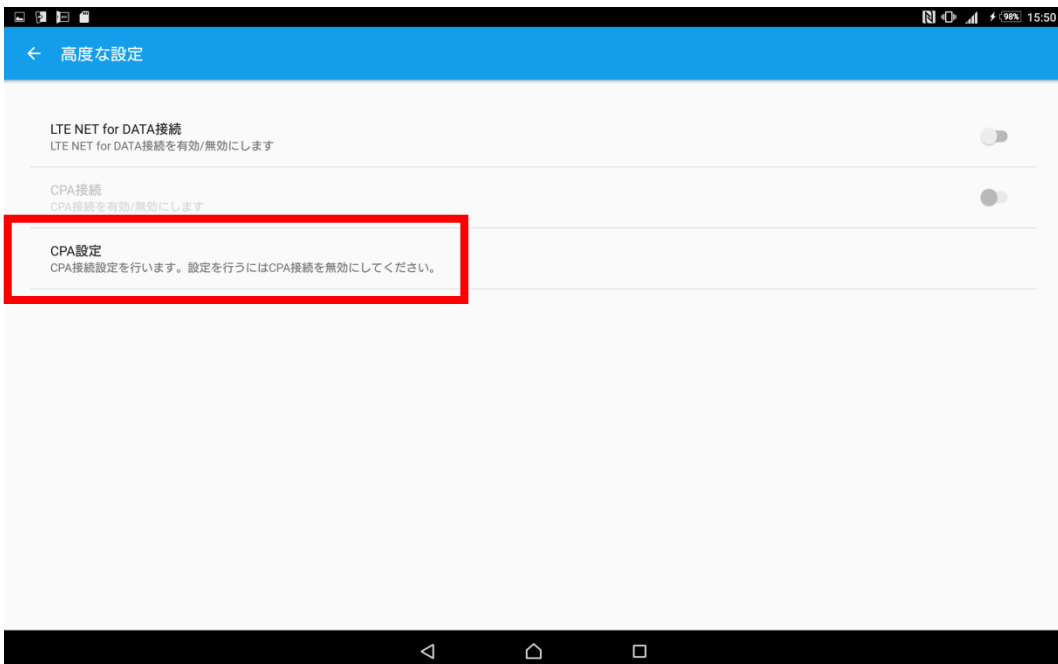 98% 15:50
高度な設定
LTE NET for DATA接続
LTE NET for DATA接続を有効/無効にします
CPA接続
CPA接続を有効/無効にします
CPA設定
CPA接続設定を行います。設定を行うにはCPA接続を無効にしてください。